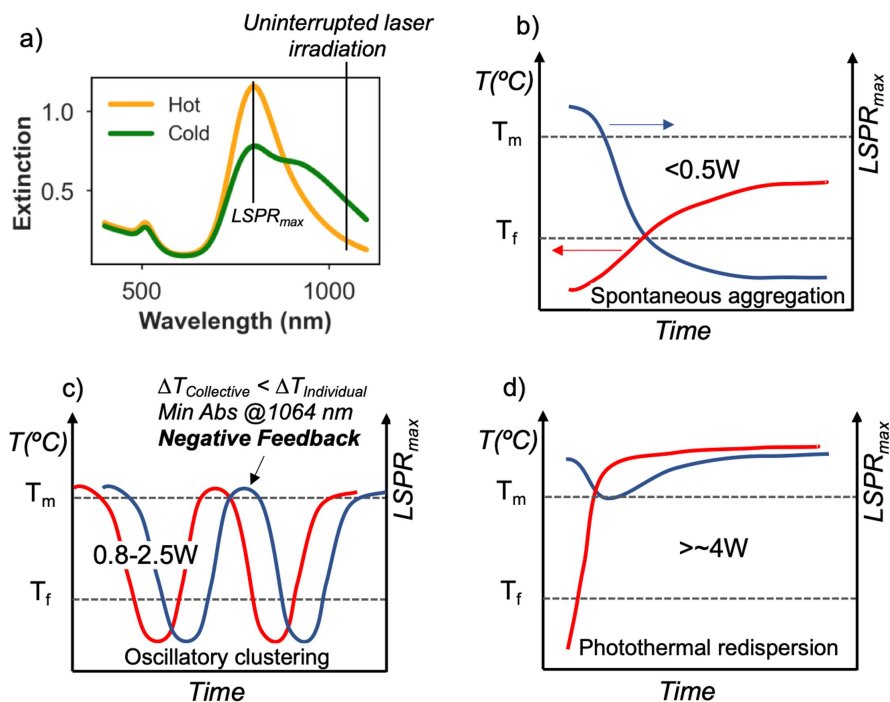 a)
Uninterrupted laser
irradiation
Extinction
1.0
0.5
Hot
Cold
LSPRmax
500
1000
Wavelength (nm)
b)
T(ºC)
LSPRmax
Tm
<0.5W
Tf
Spontaneous aggregation
Time
c)
ΔTCollective < ΔTIndividual
Min Abs @1064 nm
Negative Feedback
T(ºC)
LSPRmax
Tm
0.8-2.5W
Tf
Oscillatory clustering
Time
d)
T(ºC)
LSPRmax
Tm
>~4W
Tf
Photothermal redispersion
Time